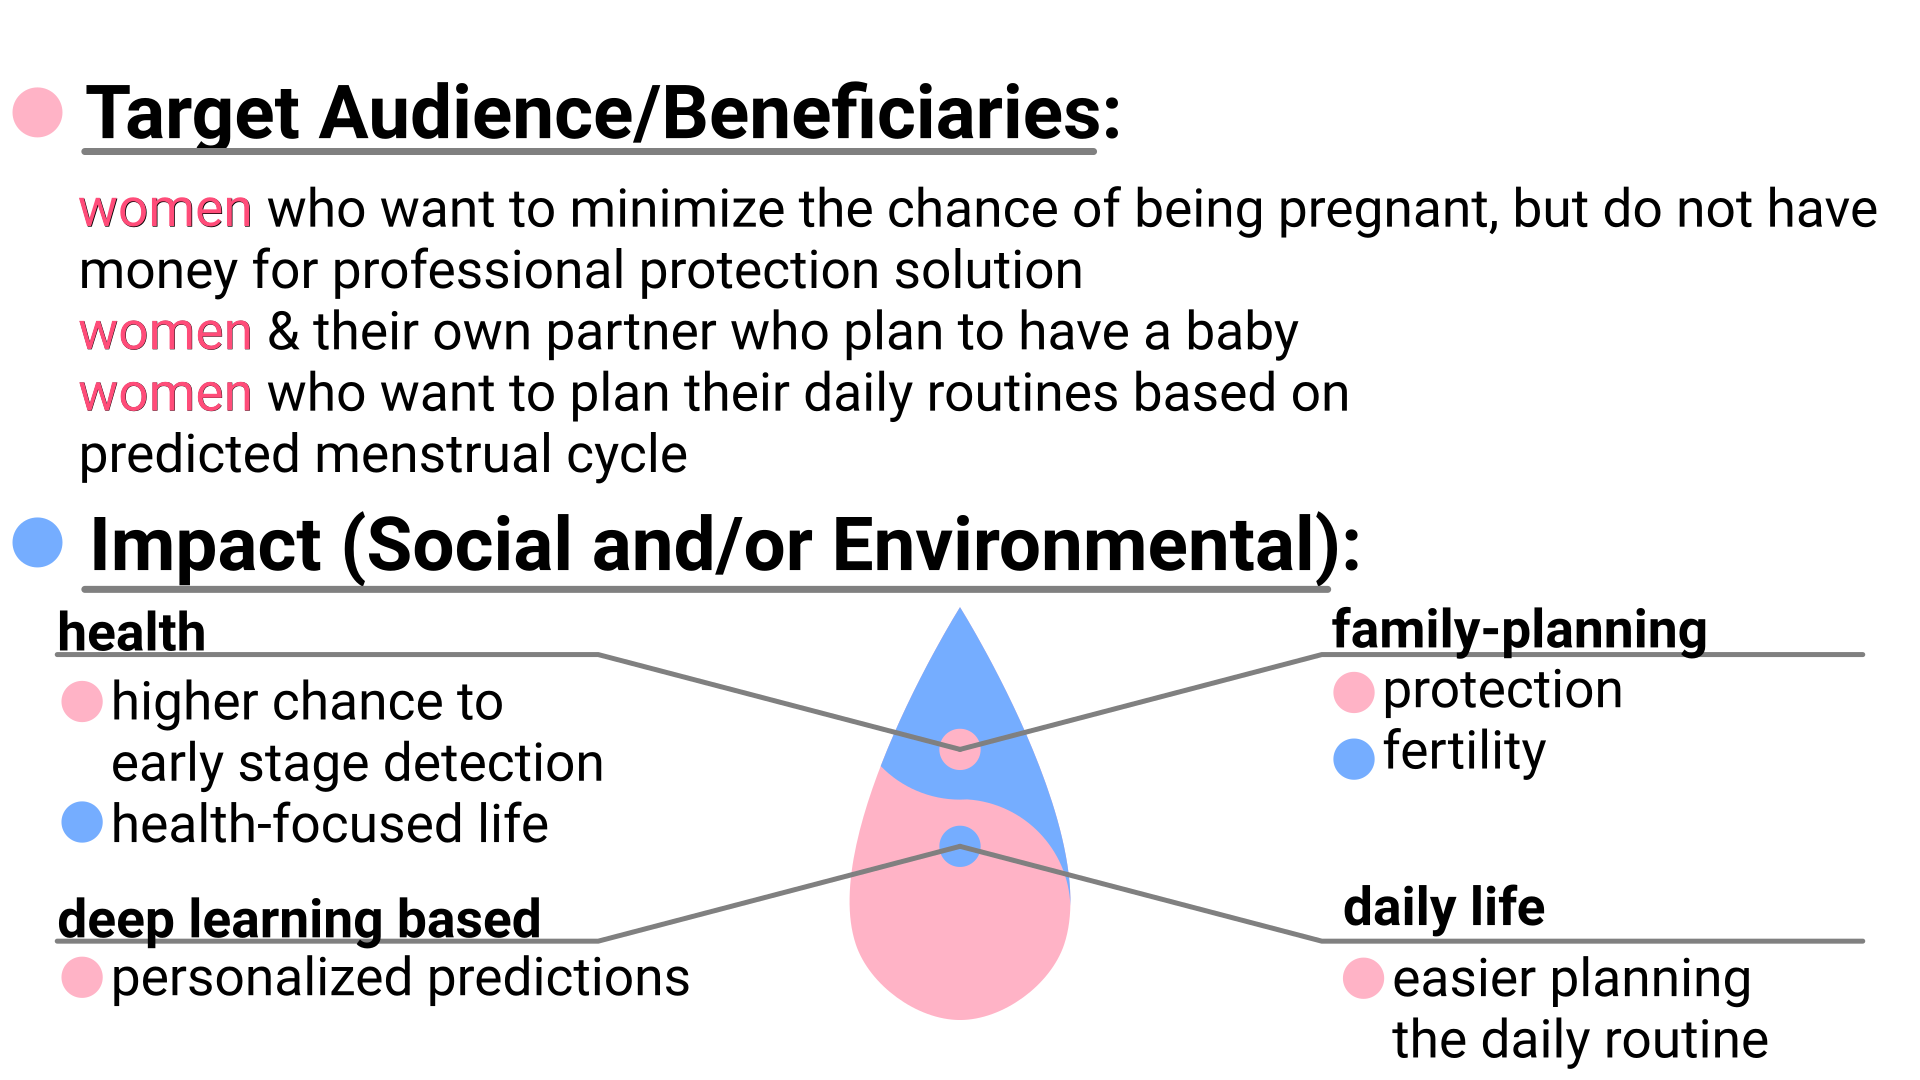 Target Audience/Beneficiaries:
women who want to minimize the chance of being pregnant, but do not have
money for professional protection solution
women & their own partner who plan to have a baby
women who want to plan their daily routines based on
predicted menstrual cycle
Impact (Social and/or Environmental):
health
higher chance to
early stage detection
health-focused life
family-planning
protection
fertility
deep learning based
personalized predictions
daily life
easier planning
the daily routine